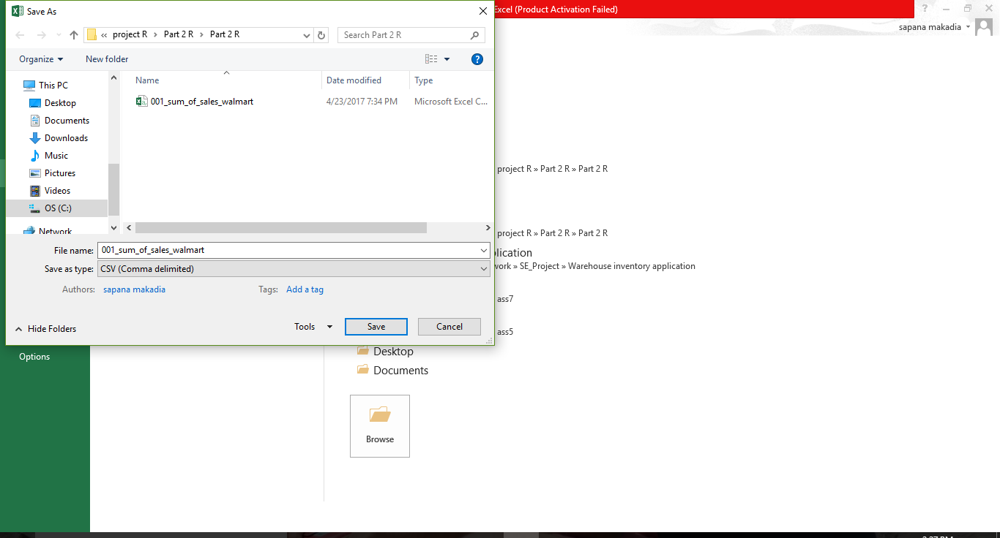 Save As
Excel (Product Activation Failed)
sapana makadia
« project R > Part 2 R > Part 2 R
Search Part 2 R
Organize
New folder
This PC
Desktop
Documents
Downloads
Music
Pictures
Videos
OS (C:)
Network
Name
Date modified
Type
001_sum_of_sales_walmart
4/23/2017 7:34 PM
Microsoft Excel C...
File name:
001_sum_of_sales_walmart
Save as type:
CSV (Comma delimited)
Authors:
sapana makadia
Tags:
Add a tag
Hide Folders
Tools
Save
Cancel
project R » Part 2 R » Part 2 R
project R » Part 2 R » Part 2 R
» SE_Project » Warehouse inventory application
ass7
ass5
Options
Desktop
Documents
Browse